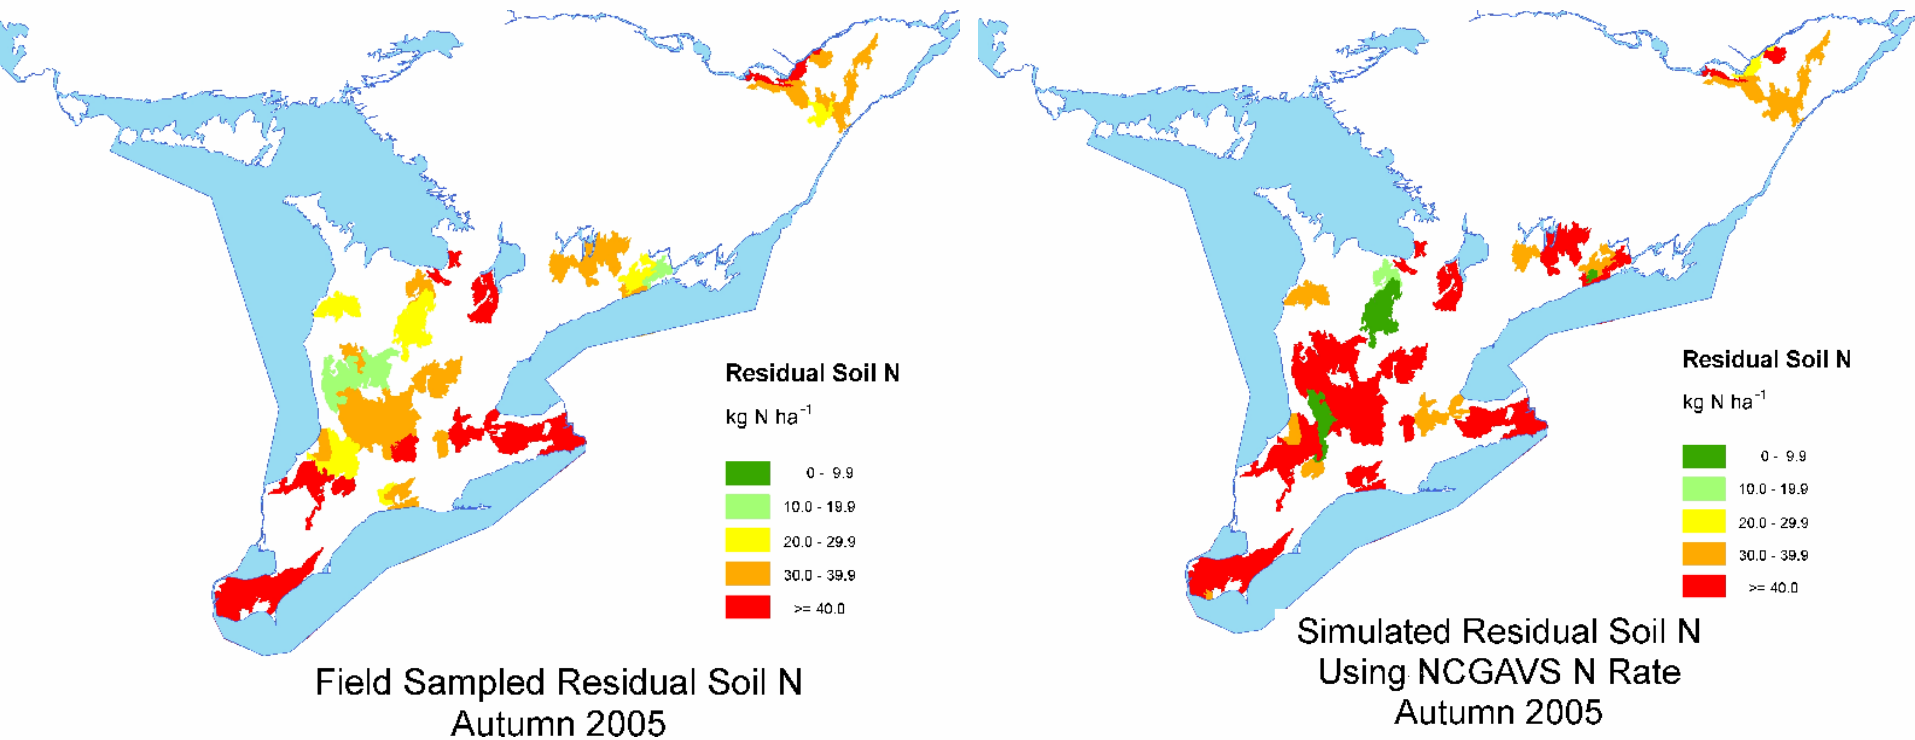 Residual Soil N
kg N ha⁻¹
0 - 9.9
10.0 - 19.9
20.0 - 29.9
30.0 - 39.9
>= 40.0
Field Sampled Residual Soil N
Autumn 2005
Residual Soil N
kg N ha⁻¹
0 - 9.9
10.0 - 19.9
20.0 - 29.9
30.0 - 39.9
>= 40.0
Simulated Residual Soil N
Using NCGAVS N Rate
Autumn 2005